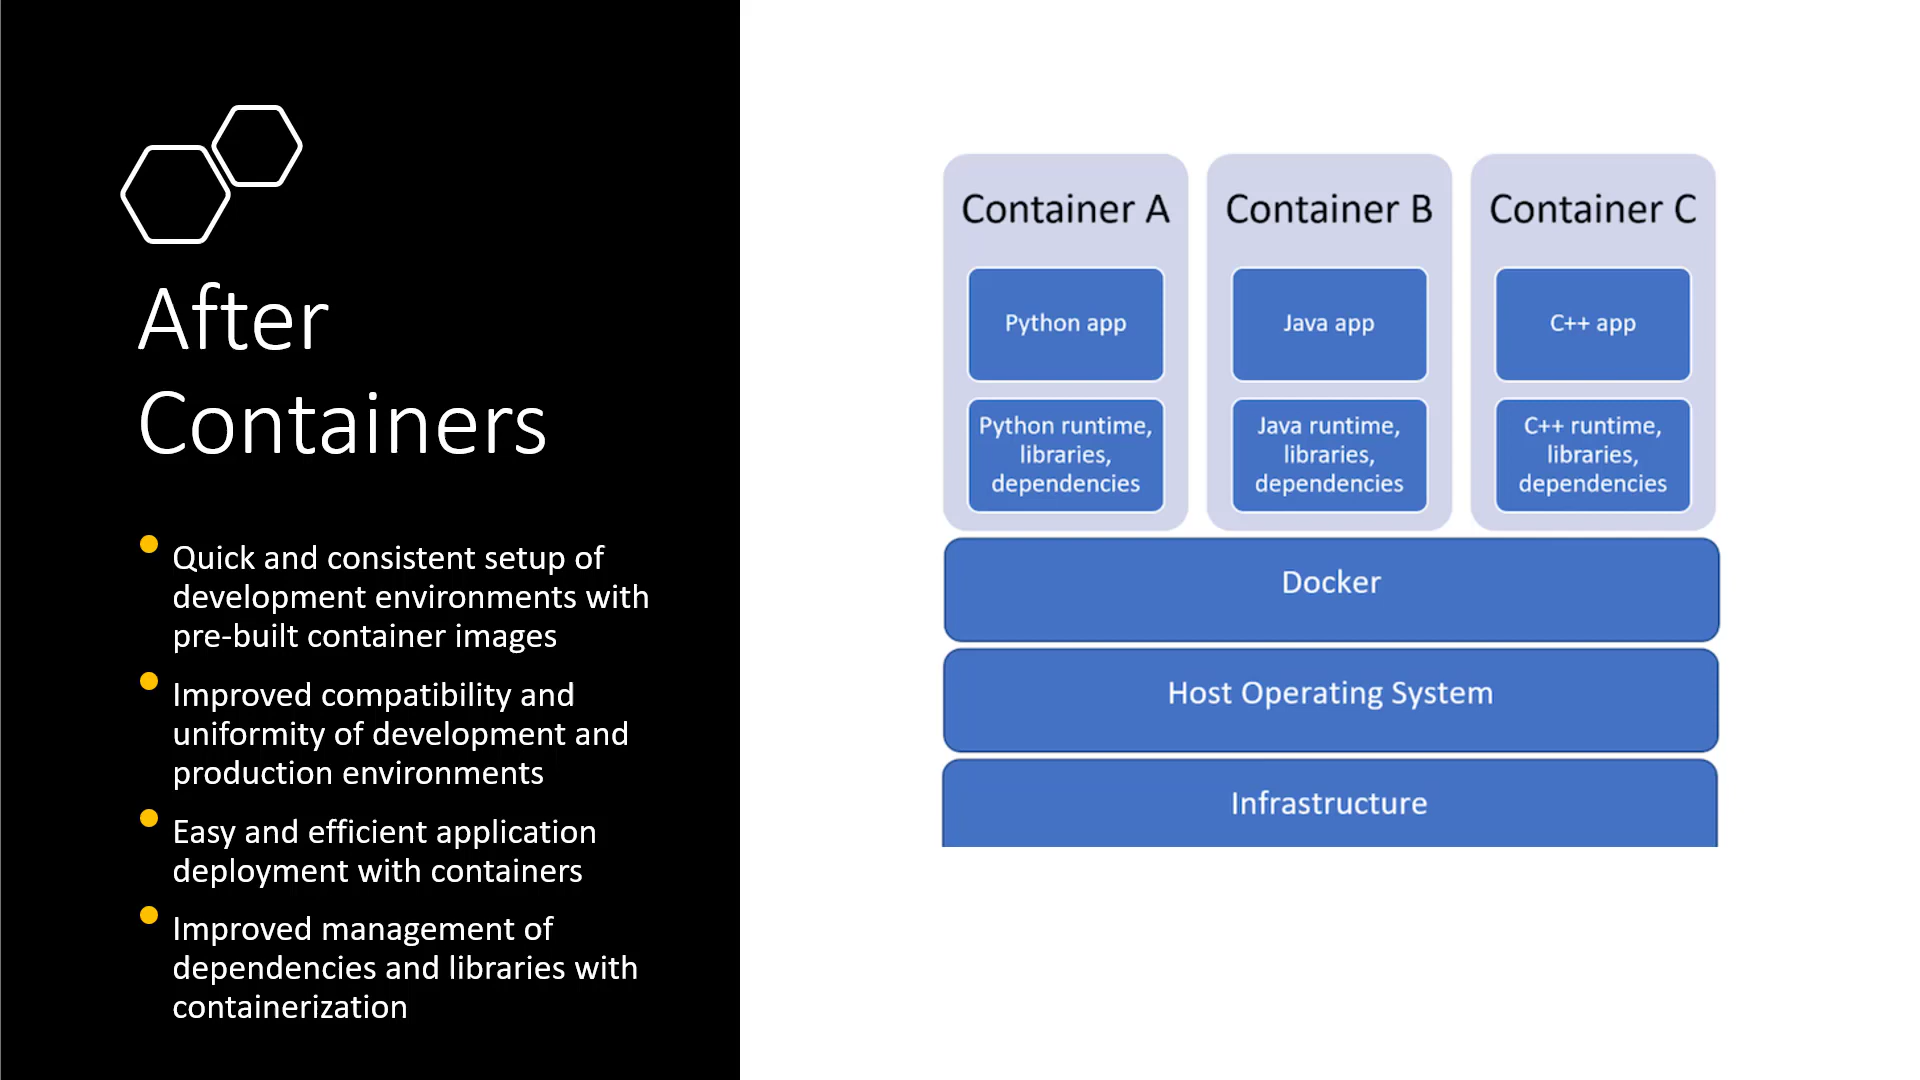 After
Containers
Quick and consistent setup of
development environments with
pre-built container images
Improved compatibility and
uniformity of development and
production environments
Easy and efficient application
deployment with containers
Improved management of
dependencies and libraries with
containerization
Container A
Python app
Python runtime,
libraries,
dependencies
Container B
Java app
Java runtime,
libraries,
dependencies
Container C
C++ app
C++ runtime,
libraries,
dependencies
Docker
Host Operating System
Infrastructure